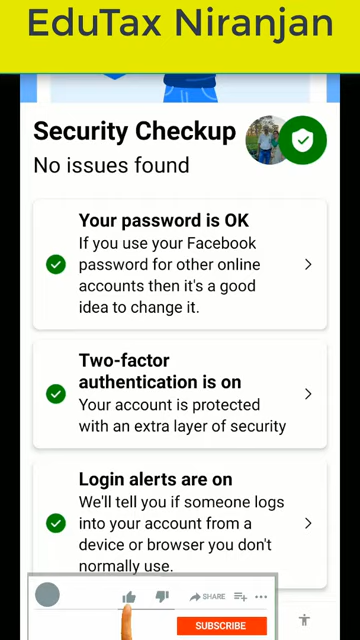 EduTax Niranjan
Security Checkup
No issues found
Your password is OK
If you use your Facebook
password for other online
accounts then it's a good
idea to change it.
Two-factor
authentication is on
Your account is protected
with an extra layer of security
Login alerts are on
We'll tell you if someone logs
into your account from a
device or browser you don't
normally use.
SHARE
SUBSCRIBE